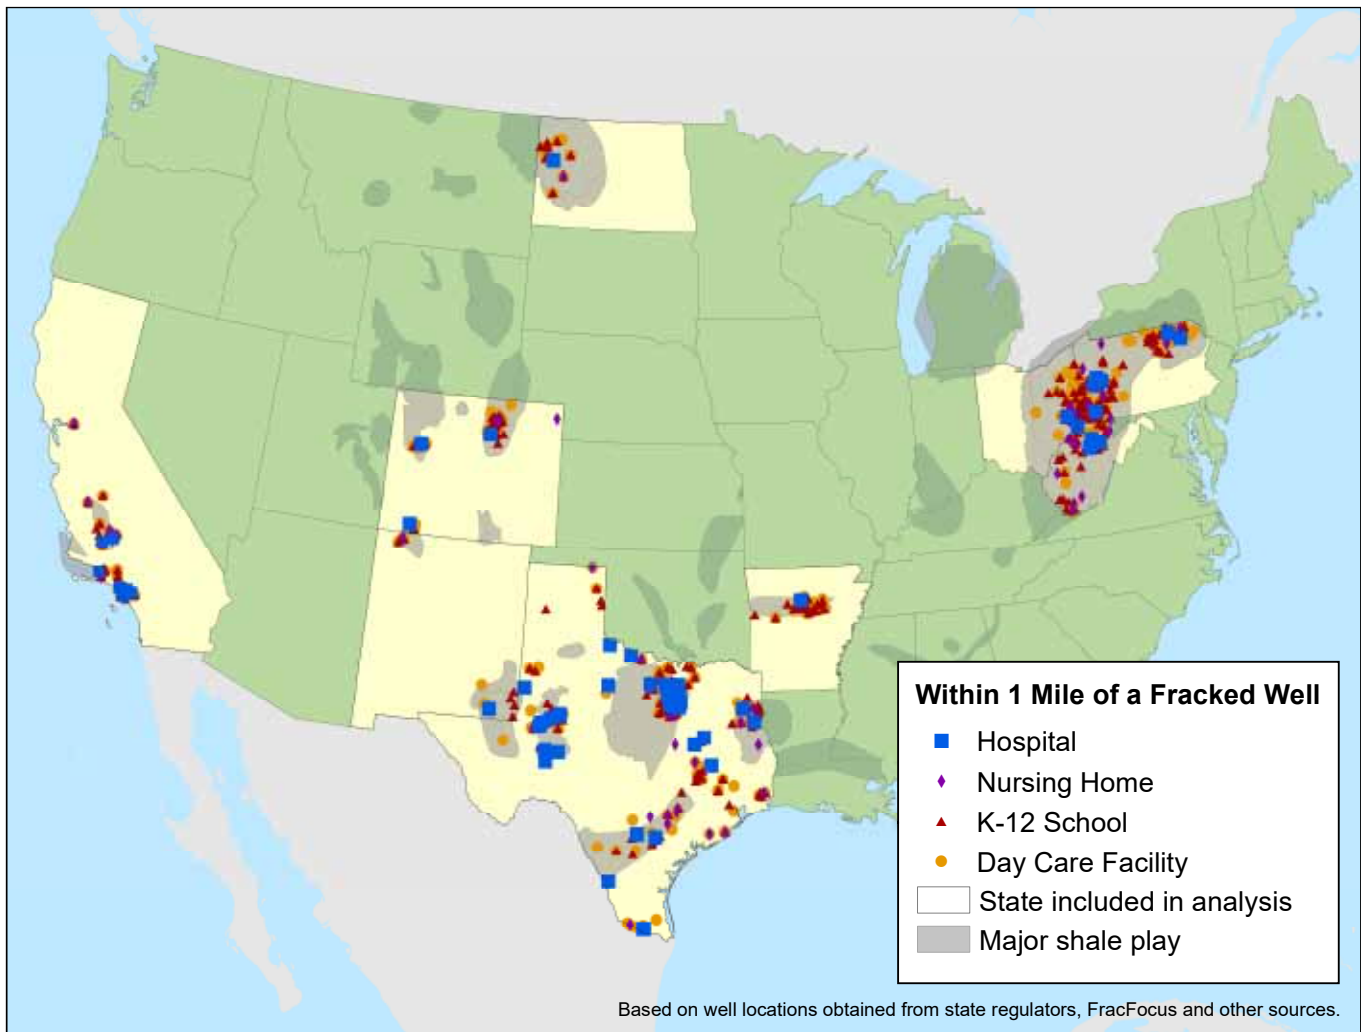 Within 1 Mile of a Fracked Well
Hospital
Nursing Home
K-12 School
Day Care Facility
State included in analysis
Major shale play
Based on well locations obtained from state regulators, FracFocus and other sources.